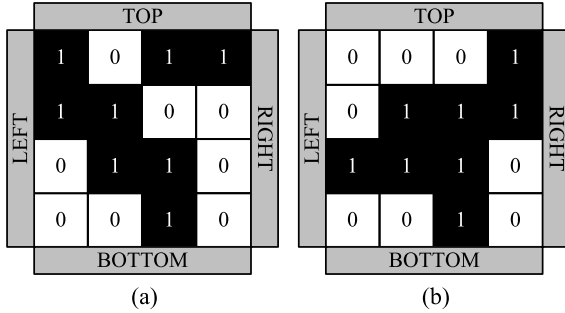 TOP TOP
1 0 1 1 0 0 0 1
LEFT 1 1 0 0 RIGHT LEFT 0 1 1 1 RIGHT
0 1 1 0 1 1 1 0
0 0 1 0 0 0 1 0
BOTTOM BOTTOM
(a) (b)